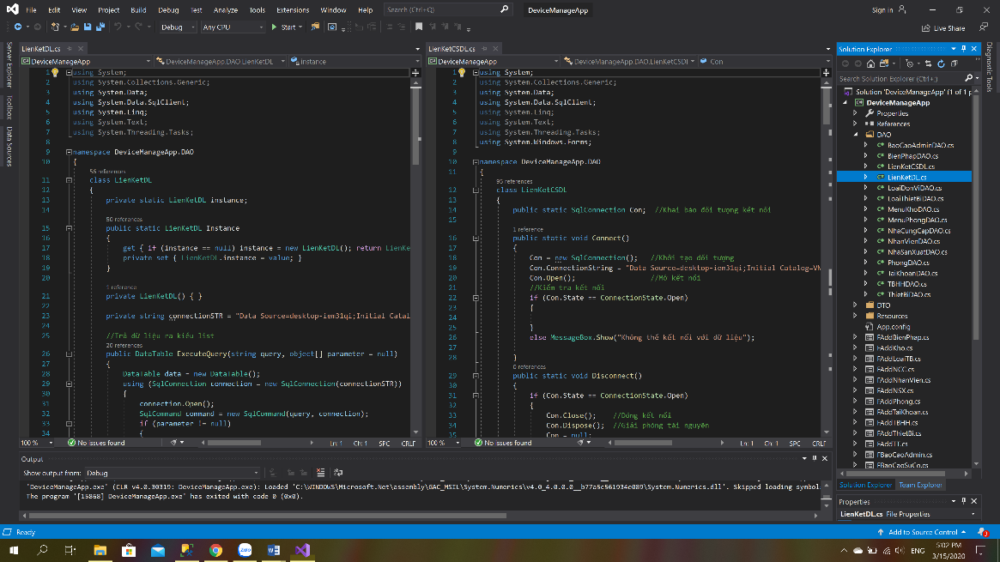 File Edit View Project Build Debug Test Analyze Tools Extensions Window Help Search (Ctrl+Q) DeviceManageApp Sign in
Debug Any CPU Start Live Share
Server Explorer
Toolbox
Data Sources
LienKetDL.cs
DeviceManageApp DeviceManageApp.DAO.LienKetDL instance
1 using System;
2 using System.Collections.Generic;
3 using System.Data;
4 using System.Data.SqlClient;
5 using System.Linq;
6 using System.Text;
7 using System.Threading.Tasks;
8
9 namespace DeviceManageApp.DAO
10 {
56 references
11 class LienKetDL
12 {
13 private static LienKetDL instance;
14
50 references
15 public static LienKetDL Instance
16 {
17 get { if (instance == null) instance = new LienKetDL(); return LienKe
18 private set { LienKetDL.instance = value; }
19 }
20
1 reference
21 private LienKetDL() { }
22
23 private string connectionSTR = "Data Source=desktop-iem31qi;Initial Catal
24
25 //Trả dữ liệu ra kiểu list
20 references
26 public DataTable ExecuteQuery(string query, object[] parameter = null)
27 {
28 DataTable data = new DataTable();
29 using (SqlConnection connection = new SqlConnection(connectionSTR))
30 {
31 connection.Open();
32 SqlCommand command = new SqlCommand(query, connection);
33 if (parameter != null)
34 {
100 % No issues found Ln: 1 Ch: 1 SPC CRLF
LienKetCSDL.cs
DeviceManageApp DeviceManageApp.DAO.LienKetCSDl Con
1 using System;
2 using System.Collections.Generic;
3 using System.Data;
4 using System.Data.SqlClient;
5 using System.Linq;
6 using System.Text;
7 using System.Threading.Tasks;
8 using System.Windows.Forms;
9
10 namespace DeviceManageApp.DAO
11 {
95 references
12 class LienKetCSDL
13 {
14 public static SqlConnection Con; //Khai báo đối tượng kết nối
15
1 reference
16 public static void Connect()
17 {
18 Con = new SqlConnection(); //Khởi tạo đối tượng
19 Con.ConnectionString = "Data Source=desktop-iem31qi;Initial Catalog=VN
20 Con.Open(); //Mở kết nối
21 //Kiểm tra kết nối
22 if (Con.State == ConnectionState.Open)
23 {
24
25 }
26 else MessageBox.Show("Không thể kết nối với dữ liệu");
27
28 }
0 references
29 public static void Disconnect()
30 {
31 if (Con.State == ConnectionState.Open)
32 {
33 Con.Close(); //Đóng kết nối
34 Con.Dispose(); //Giải phóng tài nguyên
35 Con = null;
100 % No issues found Ln: 1 Ch: 1 SPC CRLF
Solution Explorer
Search Solution Explorer (Ctrl+;)
Solution 'DeviceManageApp' (1 of 1 p
DeviceManageApp
Properties
References
DAO
BaoCaoAdminDAO.cs
BienPhapDAO.cs
LienKetCSDL.cs
LienKetDL.cs
LoaiDonViDAO.cs
LoaiThietBiDAO.cs
MenuKhoDAO.cs
MenuPhongDAO.cs
NhaCungCapDAO.cs
NhanVienDAO.cs
NhaSanXuatDAO.cs
PhongDAO.cs
TaiKhoanDAO.cs
TBHHDAO.cs
ThietBiDAO.cs
DTO
Resources
App.config
FAddBienPhap.cs
FAddKho.cs
FAddLoaiTB.cs
FAddNCC.cs
FAddNhanVien.cs
FAddNSX.cs
FAddPhong.cs
FAddTaiKhoan.cs
FAddTBHH.cs
FAddThietBi.cs
FAddTT.cs
FBaoCaoAdmin.cs
FBaoCaoSuCo.cs
Solution Explorer Team Explorer
Properties
LienKetDL.cs File Properties
Diagnostic Tools
Output
Show output from: Debug
'DeviceManageApp.exe' (CLR v4.0.30319: DeviceManageApp.exe): Loaded 'C:\WINDOWS\Microsoft.Net\assembly\GAC_MSIL\System.Numerics\v4.0_4.0.0.0__b77a5c561934e089\System.Numerics.dll'. Skipped loading symbol
The program '[15868] DeviceManageApp.exe' has exited with code 0 (0x0).
Ready Add to Source Control 3
Zalo ENG 5:02 PM
3/15/2020